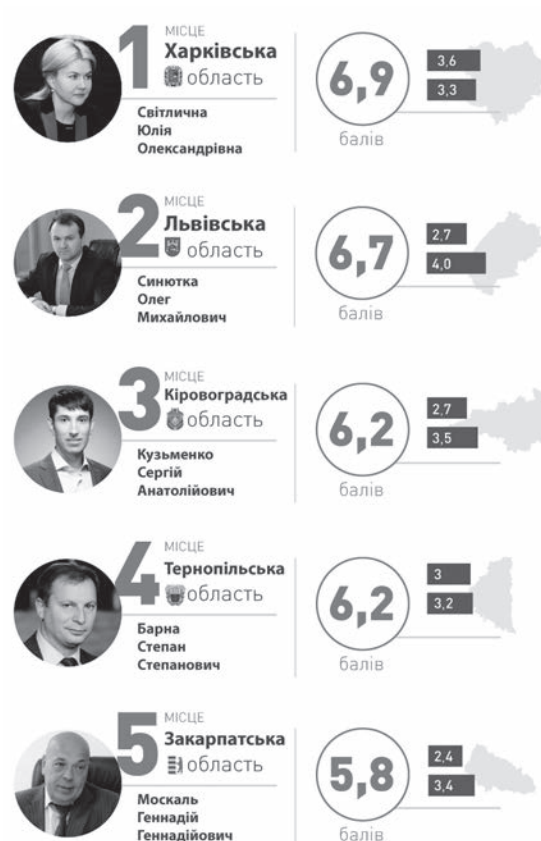 1
МІСЦЕ
Харківська
область
Світлична
Юлія
Олександрівна
6,9
балів
3,6
3,3
2
МІСЦЕ
Львівська
область
Синютка
Олег
Михайлович
6,7
балів
2,7
4,0
3
МІСЦЕ
Кіровоградська
область
Кузьменко
Сергій
Анатолійович
6,2
балів
2,7
3,5
4
МІСЦЕ
Тернопільська
область
Барна
Степан
Степанович
6,2
балів
3
3,2
5
МІСЦЕ
Закарпатська
область
Москаль
Геннадій
Геннадійович
5,8
балів
2,4
3,4